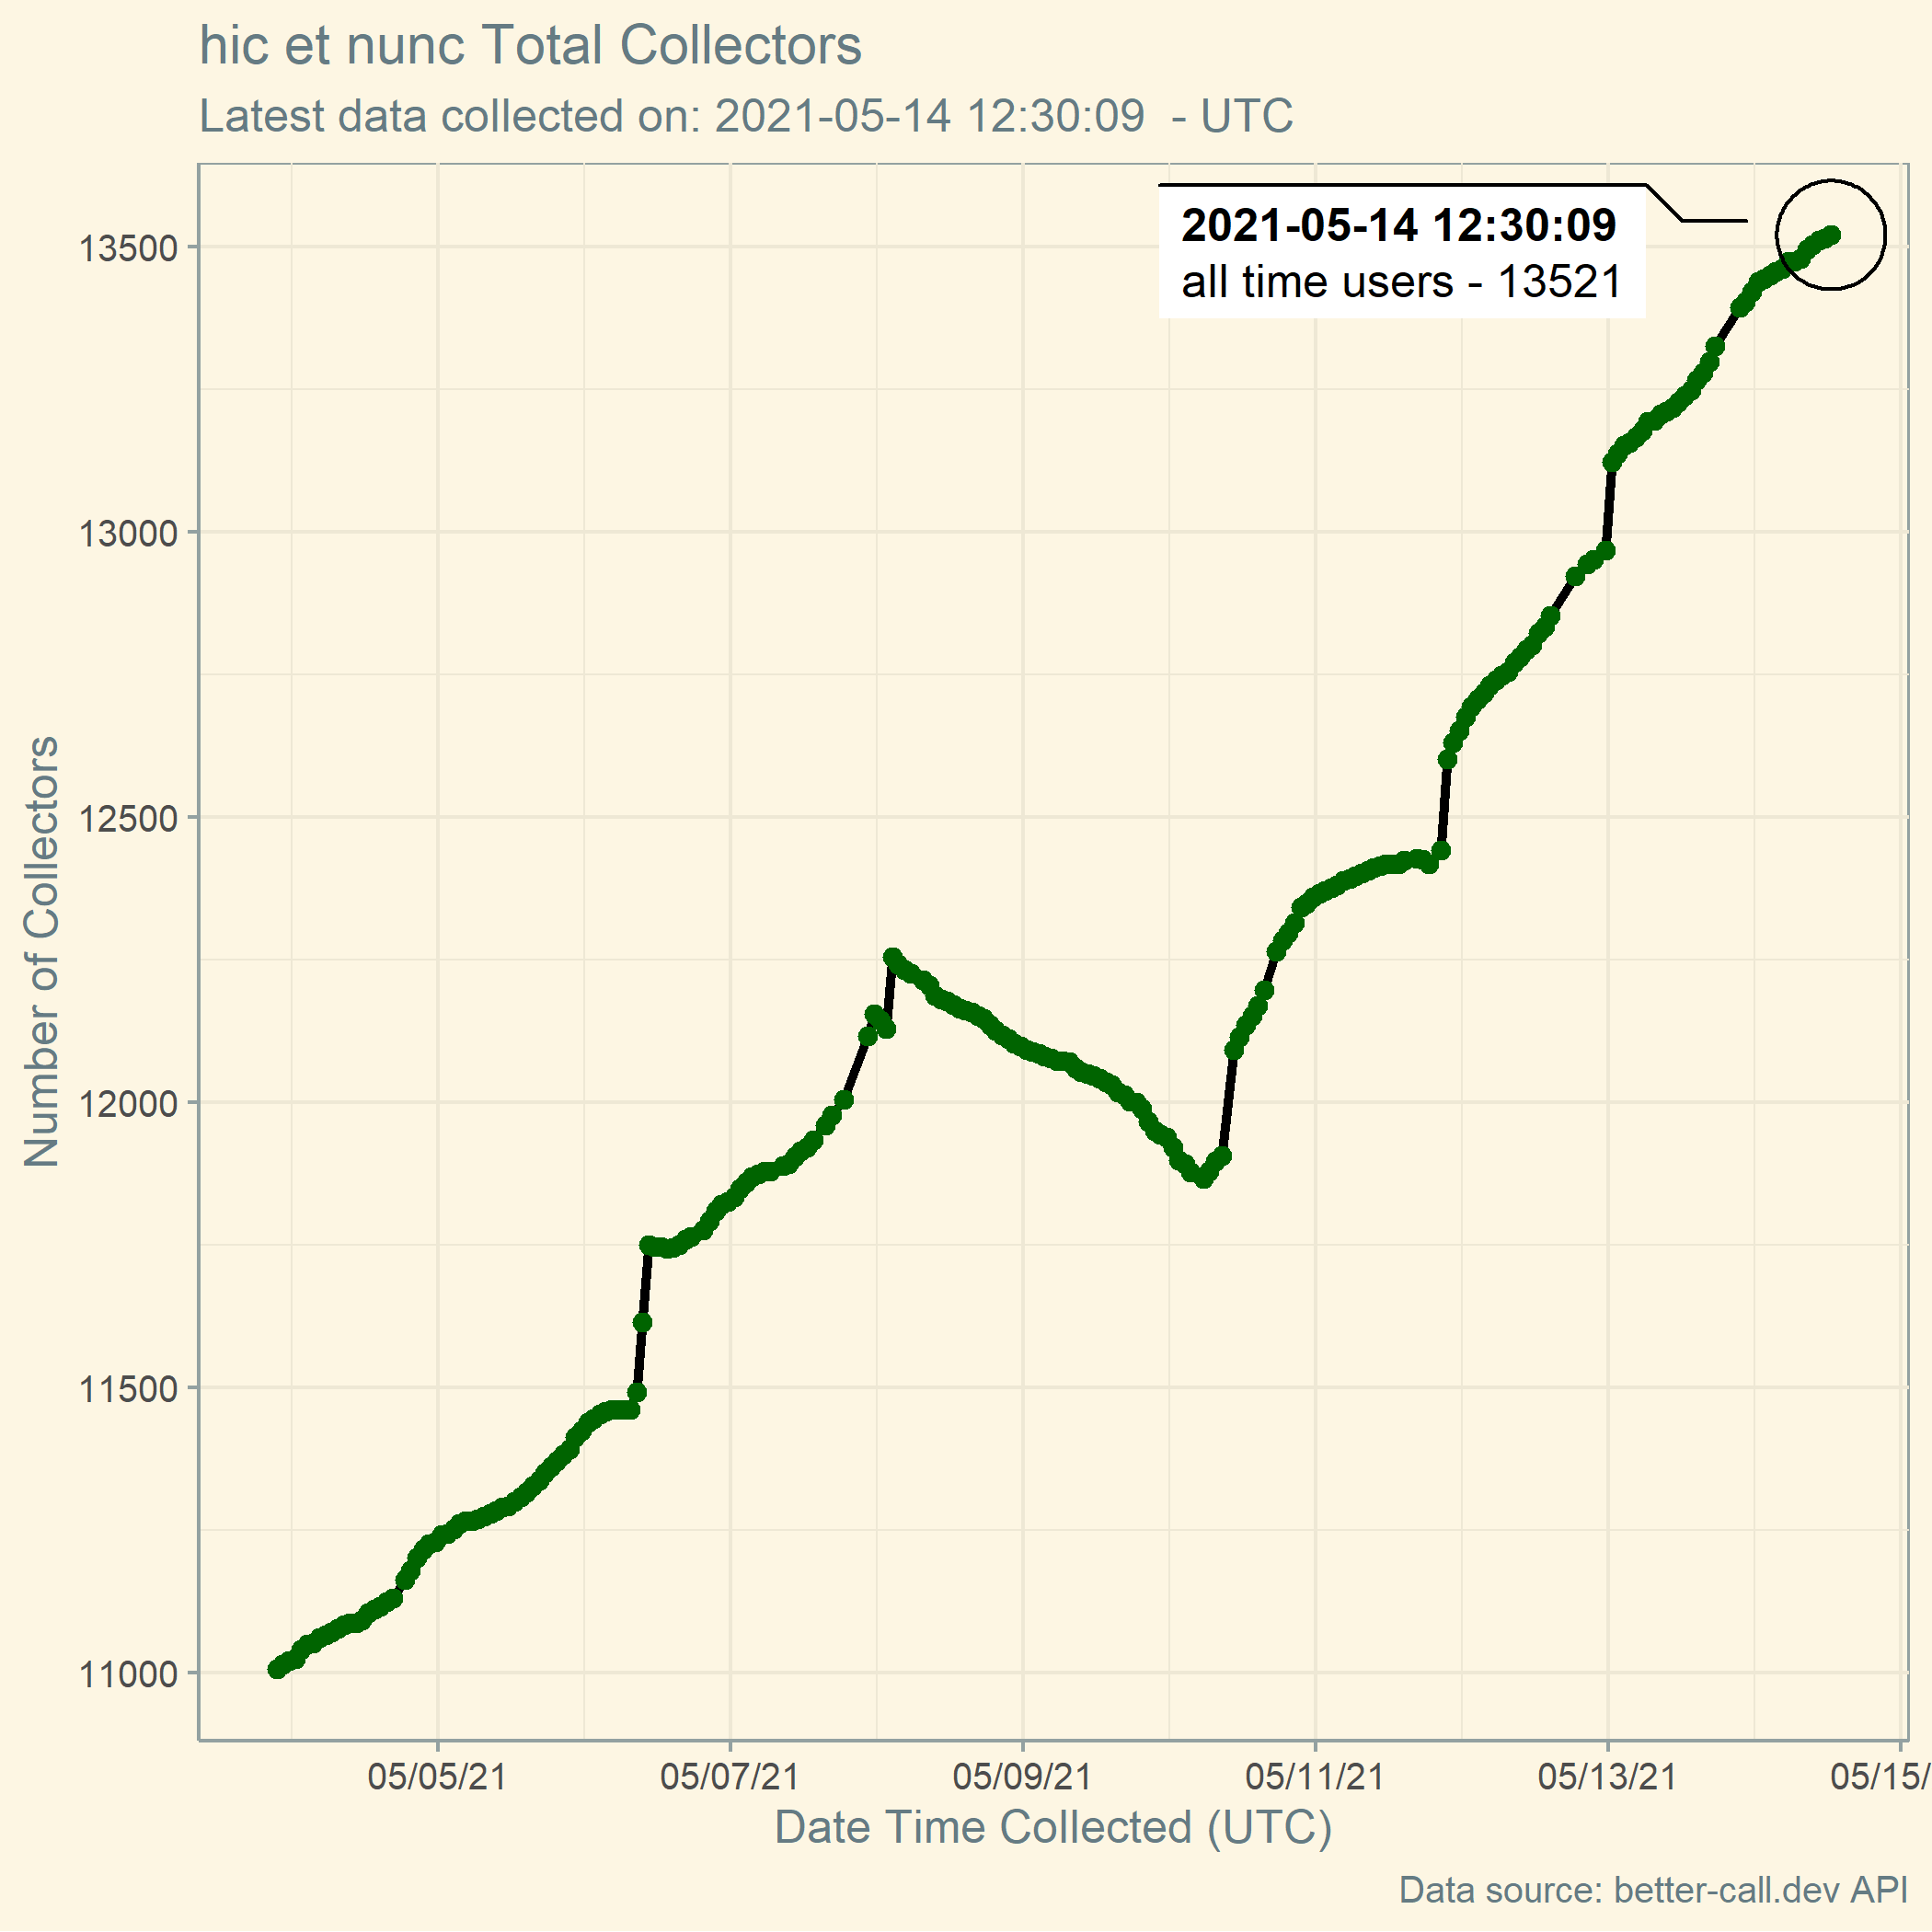 hic et nunc Total Collectors
Latest data collected on: 2021-05-14 12:30:09  - UTC
2021-05-14 12:30:09
all time users - 13521
13500
13000
12500
12000
11500
11000
Number of Collectors
05/05/21
05/07/21
05/09/21
05/11/21
05/13/21
05/15/
Date Time Collected (UTC)
Data source: better-call.dev API